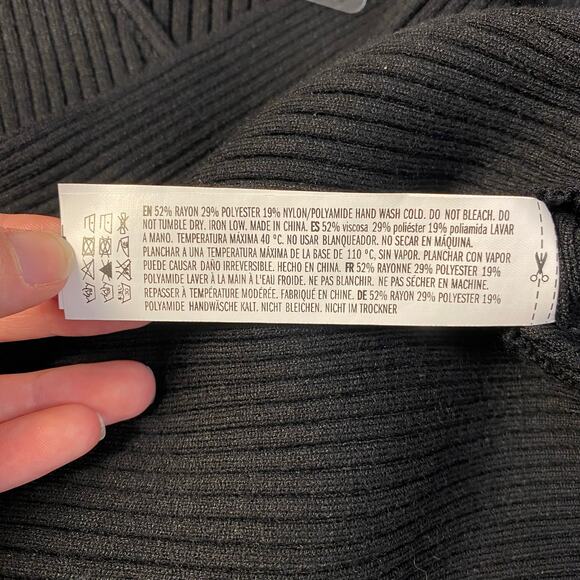 EN 52% RAYON 29% POLYESTER 19% NYLON/POLYAMIDE HAND WASH COLD. DO NOT BLEACH. DO
NOT TUMBLE DRY. IRON LOW. MADE IN CHINA. ES 52% viscosa 29% poliéster 19% poliamida LAVAR
A MANO. TEMPERATURA MÁXIMA 40 °C. NO USAR BLANQUEADOR. NO SECAR EN MÁQUINA.
PLANCHAR A UNA TEMPERATURA MÁXIMA DE LA BASE DE 110 °C, SIN VAPOR. PLANCHAR CON VAPOR
PUEDE CAUSAR DAÑO IRREVERSIBLE. HECHO EN CHINA. FR 52% RAYONNE 29% POLYESTER 19%
POLYAMIDE LAVER À LA MAIN À L'EAU FROIDE. NE PAS BLANCHIR. NE PAS SÉCHER EN MACHINE.
REPASSER À TEMPÉRATURE MODÉRÉE. FABRIQUÉ EN CHINE. DE 52% RAYON 29% POLYESTER 19%
POLYAMIDE HANDWÄSCHE KALT. NICHT BLEICHEN. NICHT IM TROCKNER